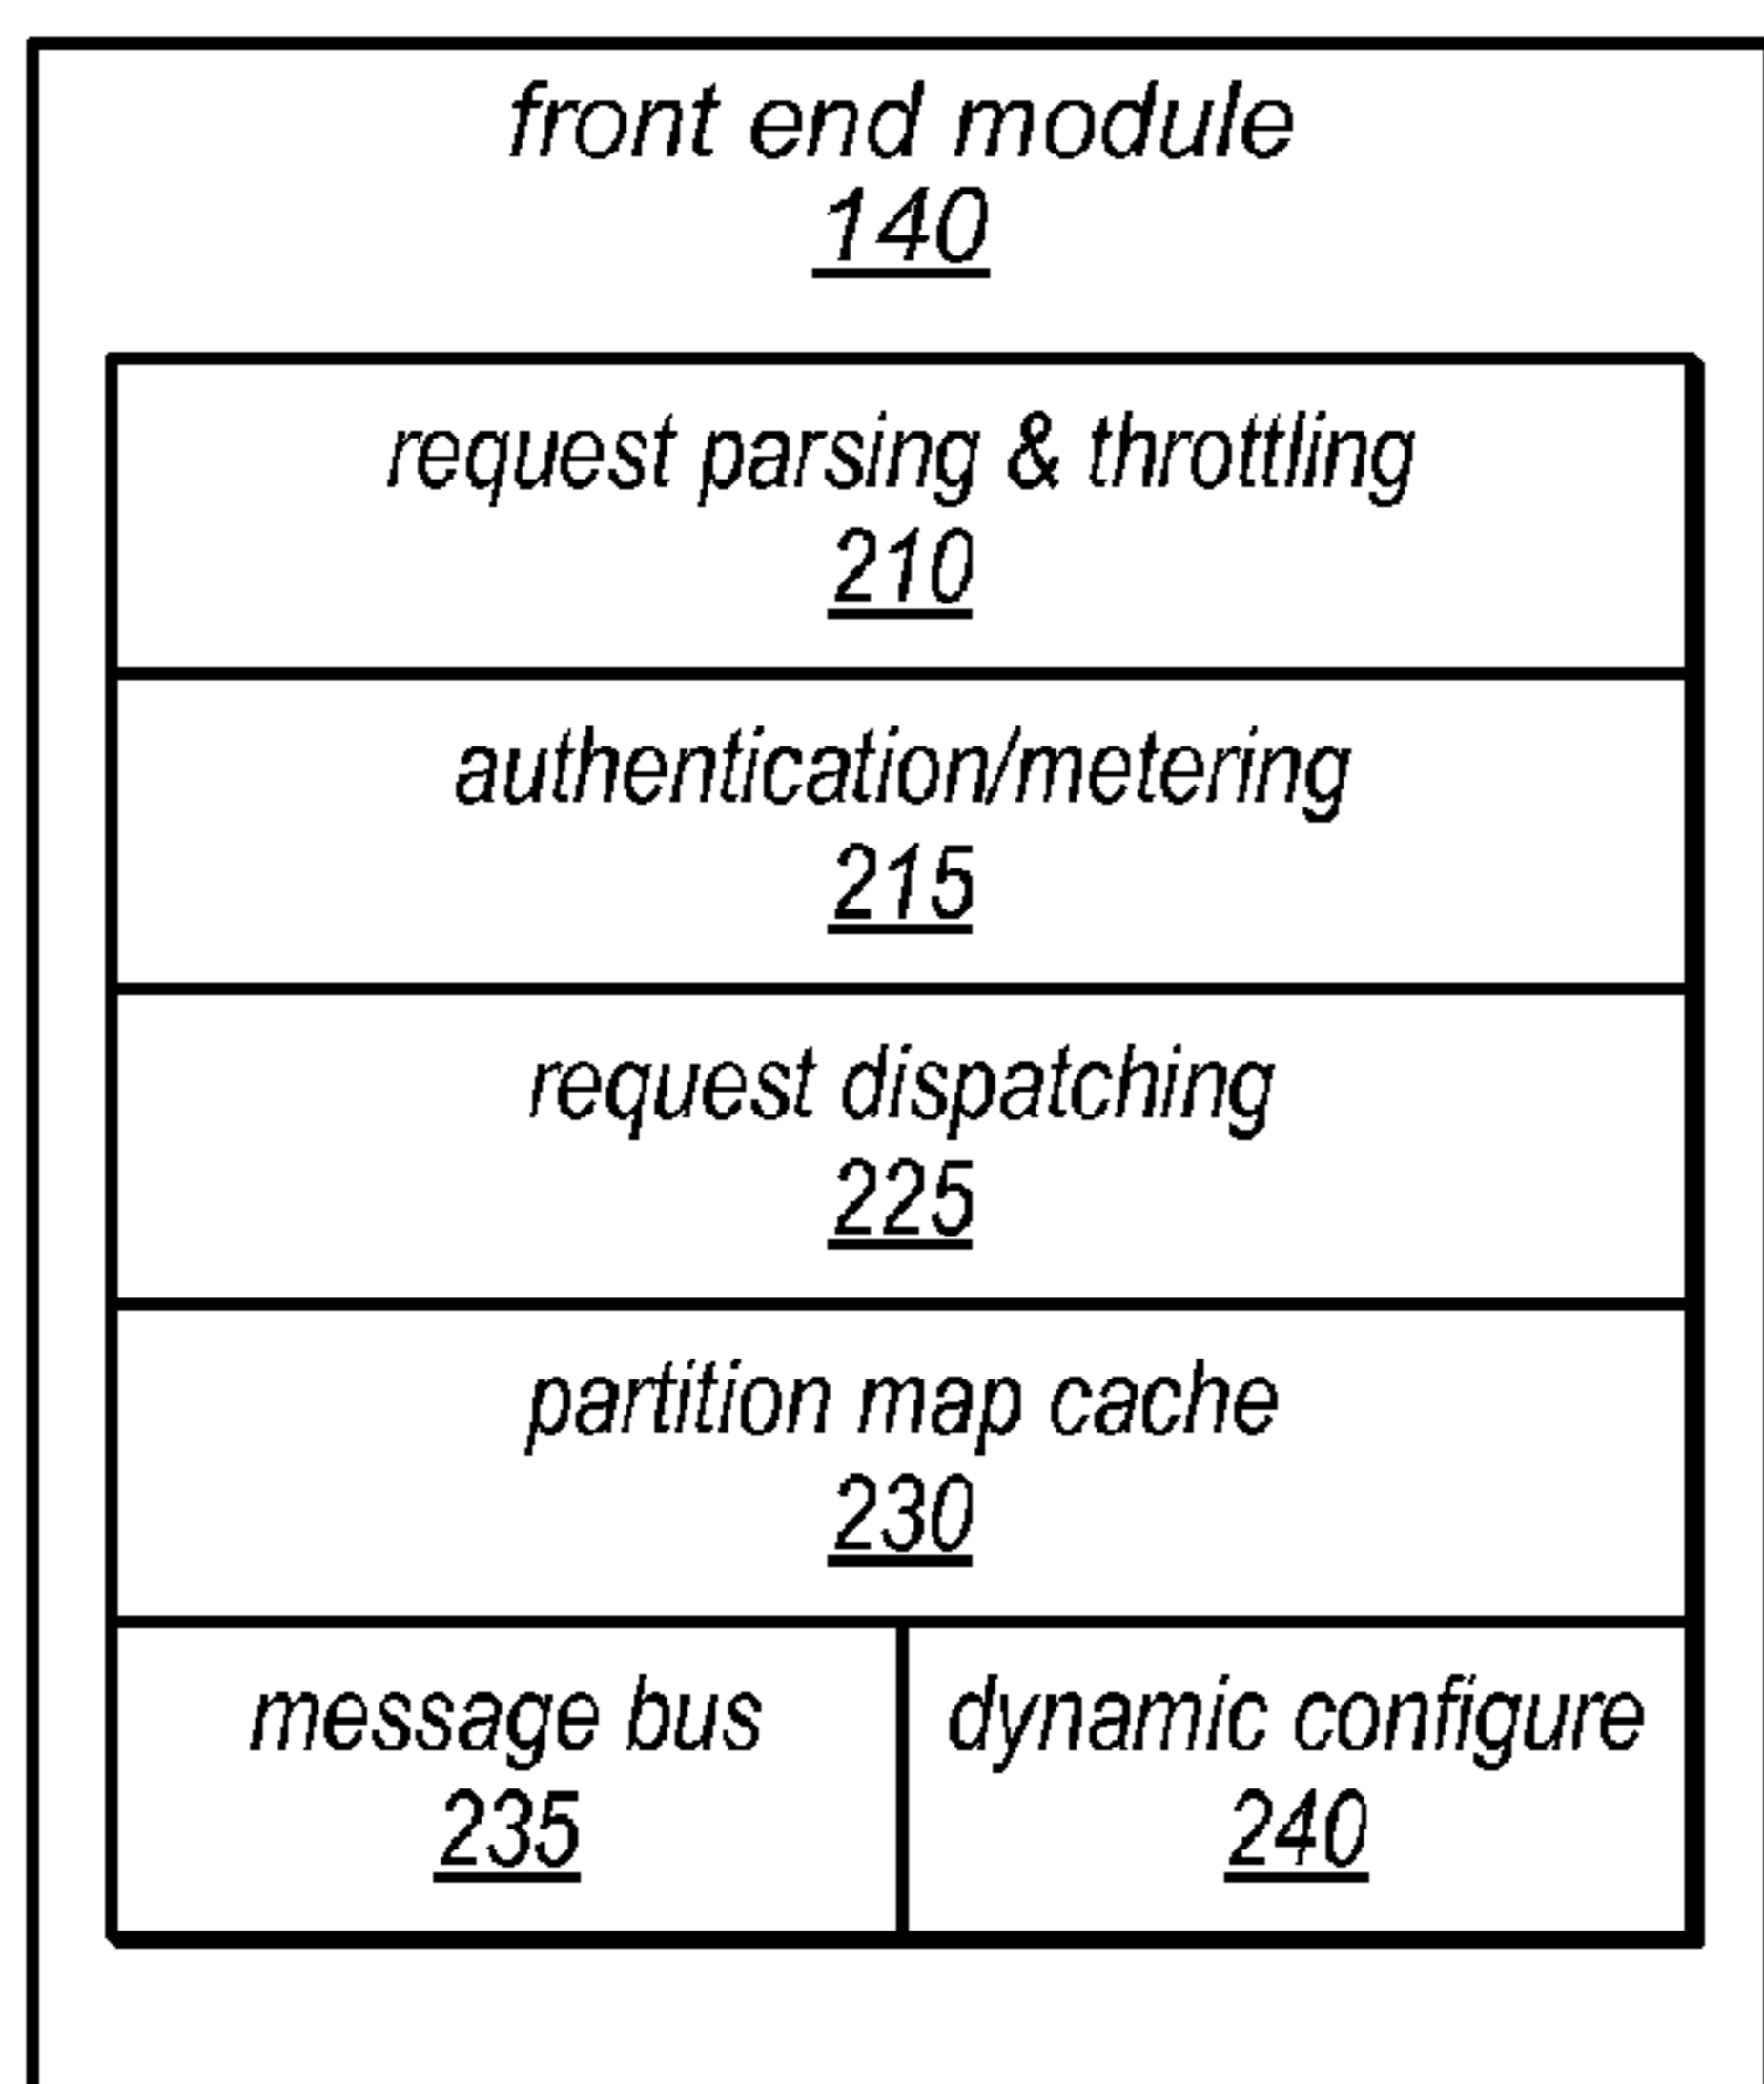 front end module
140
request parsing & throttling
210
authentication/metering
215
request dispatching
225
partition map cache
230
message bus
235
dynamic configure
240